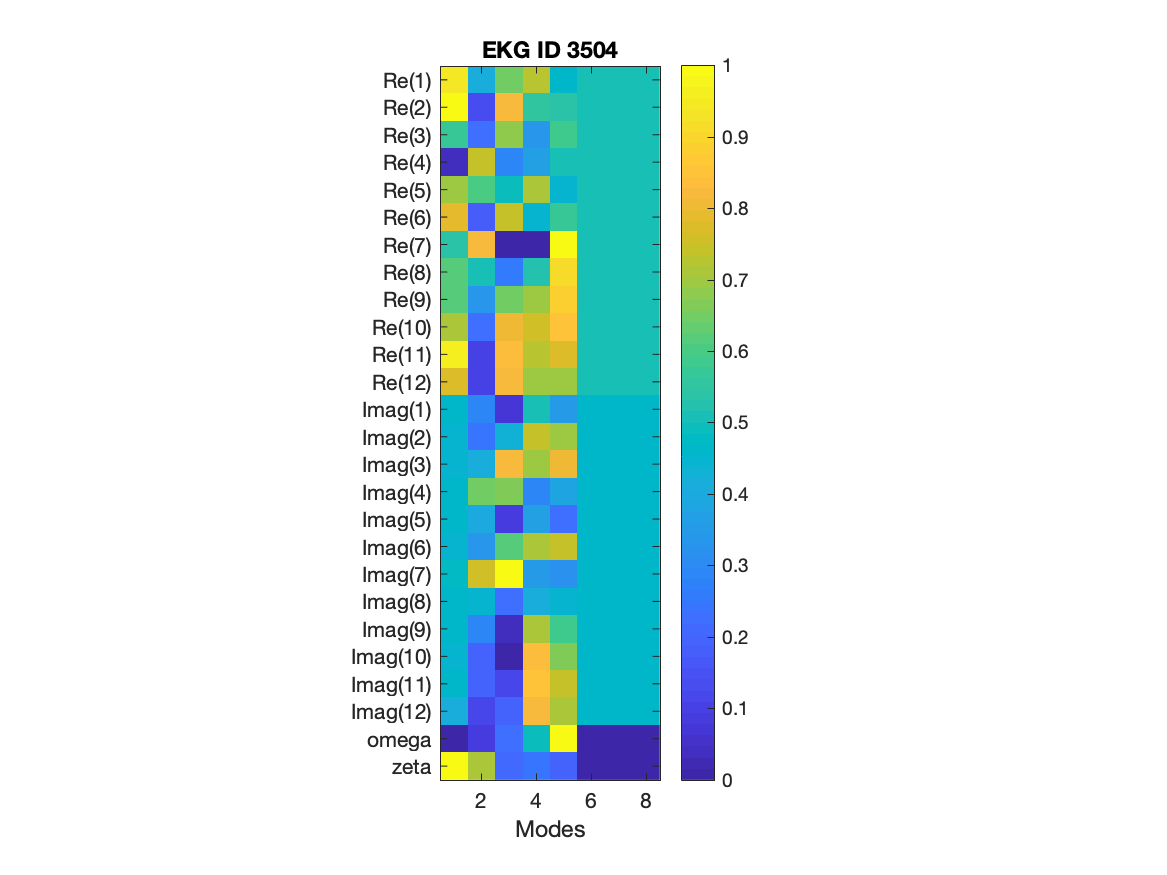 EKG ID 3504
Re(1)
Re(2)
Re(3)
Re(4)
Re(5)
Re(6)
Re(7)
Re(8)
Re(9)
Re(10)
Re(11)
Re(12)
Imag(1)
Imag(2)
Imag(3)
Imag(4)
Imag(5)
Imag(6)
Imag(7)
Imag(8)
Imag(9)
Imag(10)
Imag(11)
Imag(12)
omega
zeta
2 4 6 8
Modes
1
0.9
0.8
0.7
0.6
0.5
0.4
0.3
0.2
0.1
0